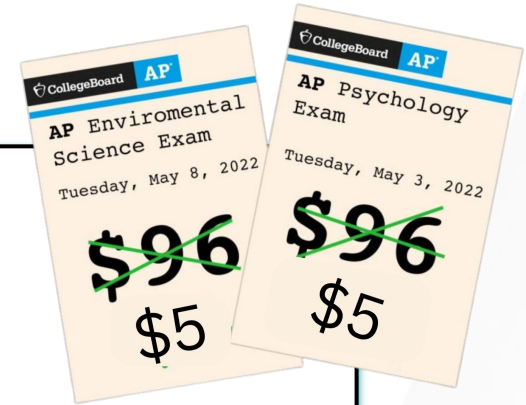 CollegeBoard AP
AP Enviromental
Science Exam
Tuesday, May 8, 2022
$96
$5
CollegeBoard AP
AP Psychology
Exam
Tuesday, May 3, 2022
$96
$5